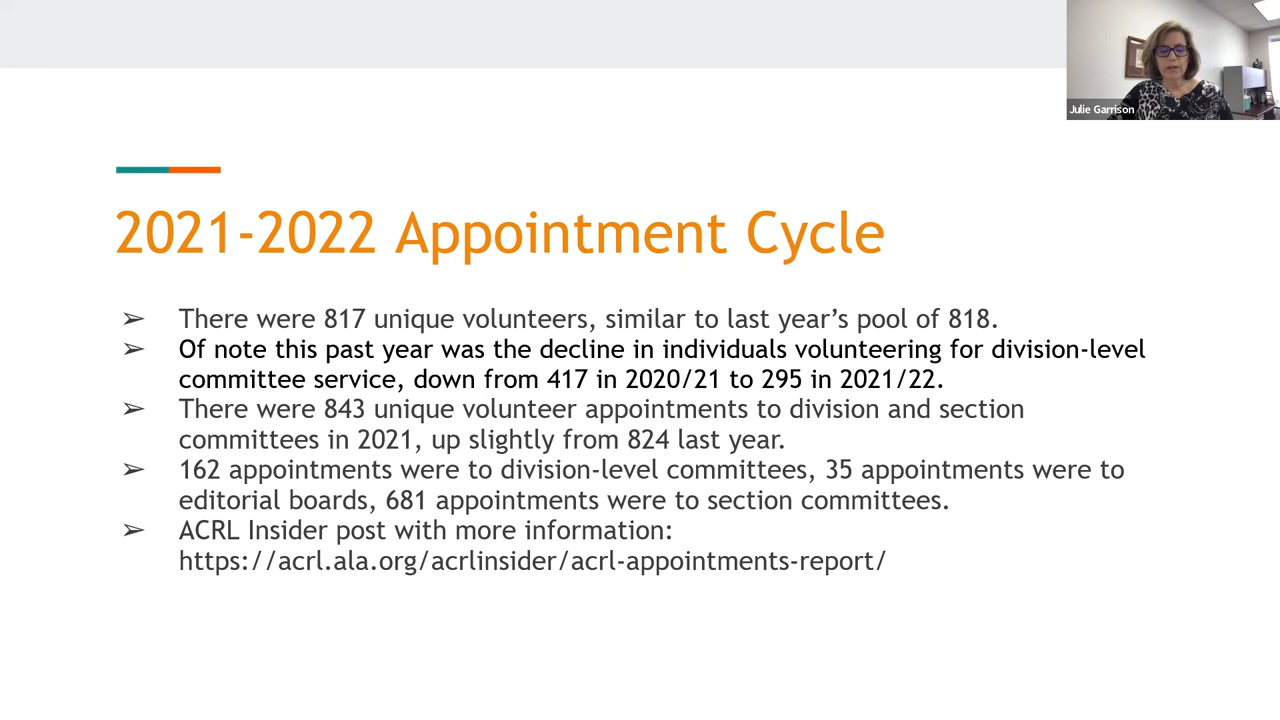 Julie Garrison
2021-2022 Appointment Cycle
➢ There were 817 unique volunteers, similar to last year’s pool of 818.
➢ Of note this past year was the decline in individuals volunteering for division-level
committee service, down from 417 in 2020/21 to 295 in 2021/22.
➢ There were 843 unique volunteer appointments to division and section
committees in 2021, up slightly from 824 last year.
➢ 162 appointments were to division-level committees, 35 appointments were to
editorial boards, 681 appointments were to section committees.
➢ ACRL Insider post with more information:
https://acrl.ala.org/acrlinsider/acrl-appointments-report/